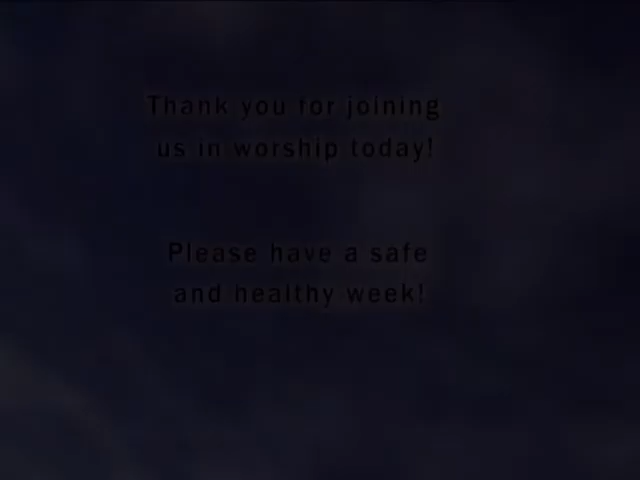 Thank you for joining
us in worship today!
Please have a safe
and healthy week!